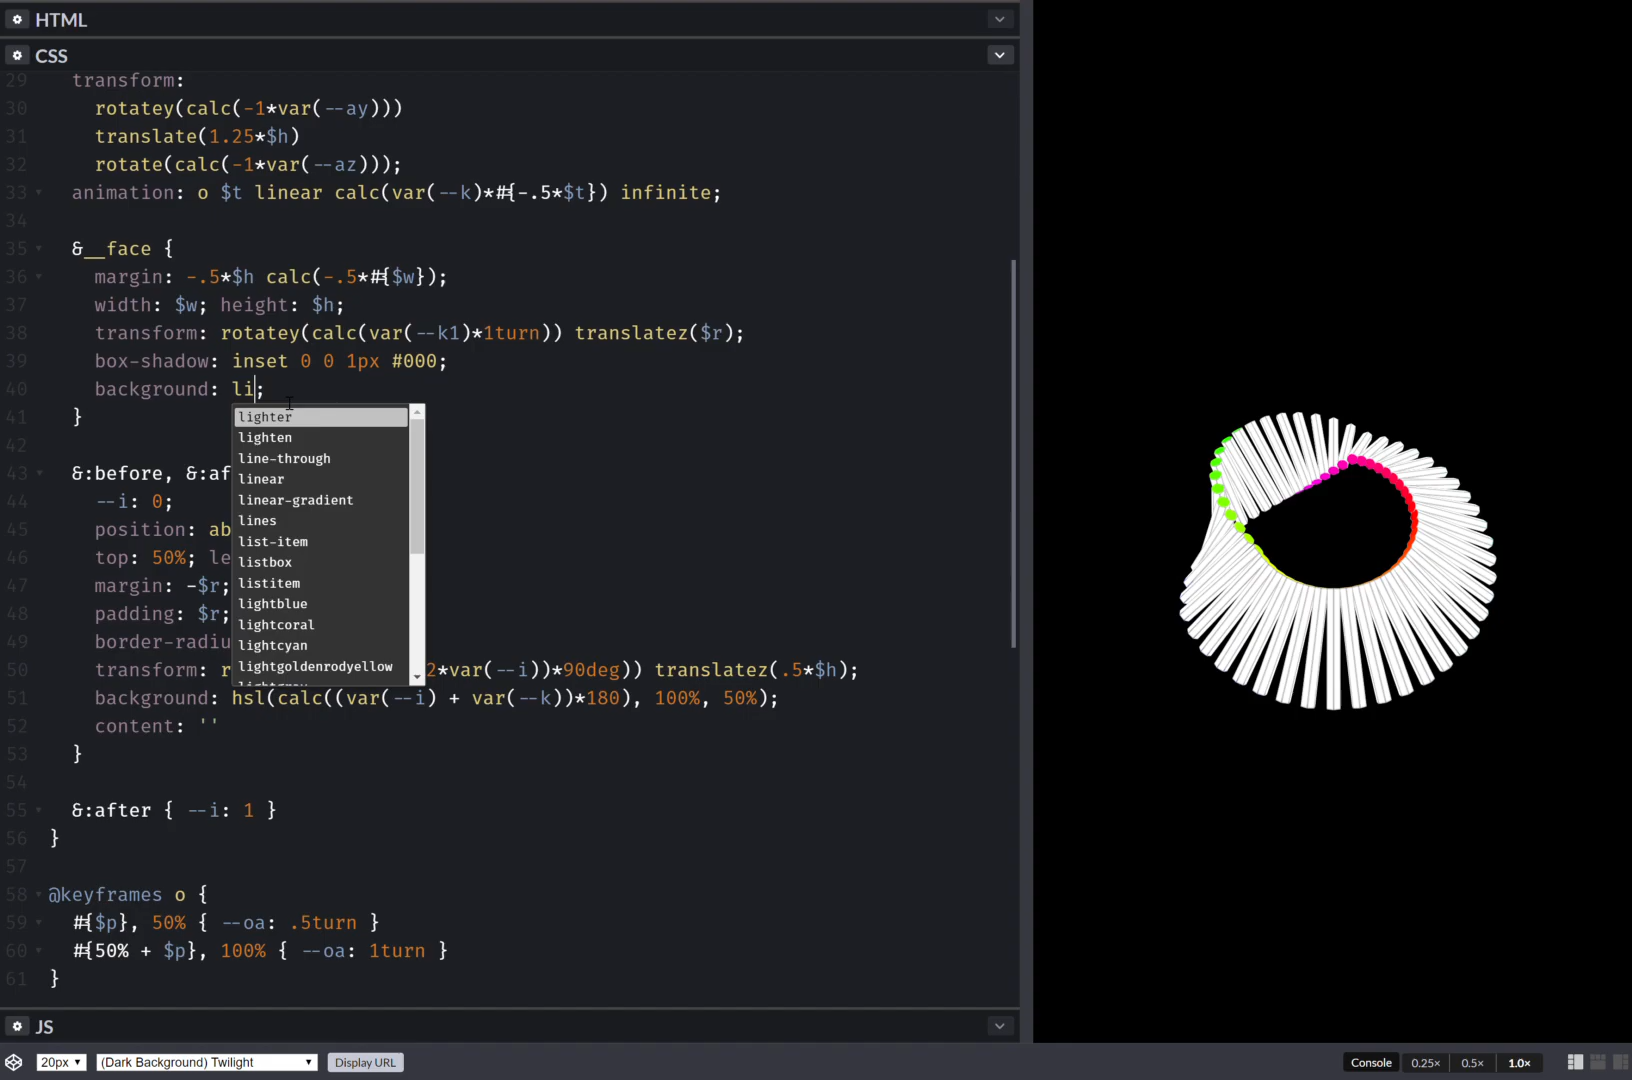 HTML
CSS
29 transform:
30 rotatey(calc(-1*var(--ay)))
31 translate(1.25*$h)
32 rotate(calc(-1*var(--az)));
33 animation: o $t linear calc(var(--k)*#{-.5*$t}) infinite;
34
35 &__face {
36 margin: -.5*$h calc(-.5*#{$w});
37 width: $w; height: $h;
38 transform: rotatey(calc(var(--k1)*1turn)) translatez($r);
39 box-shadow: inset 0 0 1px #000;
40 background: li;
41 }
lighter
lighten
line-through
linear
linear-gradient
lines
list-item
listbox
listitem
lightblue
lightcoral
lightcyan
lightgoldenrodyellow
42
43 &:before, &:af
44 --i: 0;
45 position: ab
46 top: 50%; le
47 margin: -$r;
48 padding: $r;
49 border-radiu
50 transform: r 2*var(--i))*90deg)) translatez(.5*$h);
51 background: hsl(calc((var(--i) + var(--k))*180), 100%, 50%);
52 content: ''
53 }
54
55 &:after { --i: 1 }
56 }
57
58 @keyframes o {
59 #{$p}, 50% { --oa: .5turn }
60 #{50% + $p}, 100% { --oa: 1turn }
61 }
JS
20px (Dark Background) Twilight Display URL Console 0.25× 0.5× 1.0×